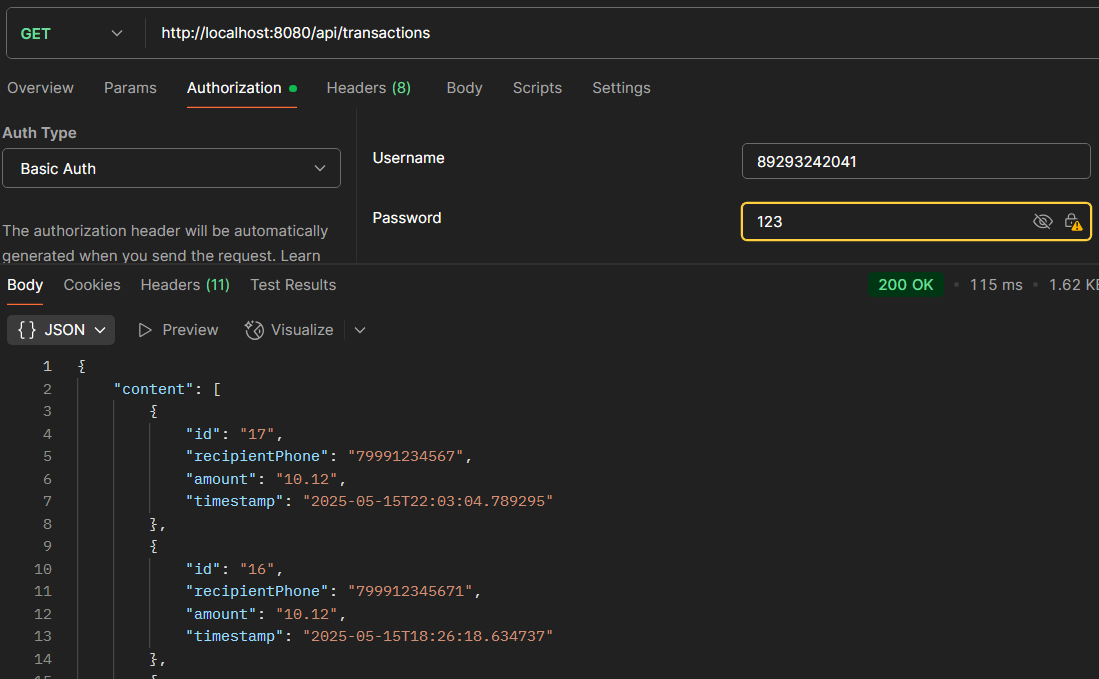 GET http://localhost:8080/api/transactions
Overview Params Authorization Headers (8) Body Scripts Settings
Auth Type
Basic Auth
The authorization header will be automatically
generated when you send the request. Learn
Username 89293242041
Password 123
Body Cookies Headers (11) Test Results 200 OK • 115 ms • 1.62 KB
{} JSON Preview Visualize
1 {
2 "content": [
3 {
4 "id": "17",
5 "recipientPhone": "79991234567",
6 "amount": "10.12",
7 "timestamp": "2025-05-15T22:03:04.789295"
8 },
9 {
10 "id": "16",
11 "recipientPhone": "799912345671",
12 "amount": "10.12",
13 "timestamp": "2025-05-15T18:26:18.634737"
14 },